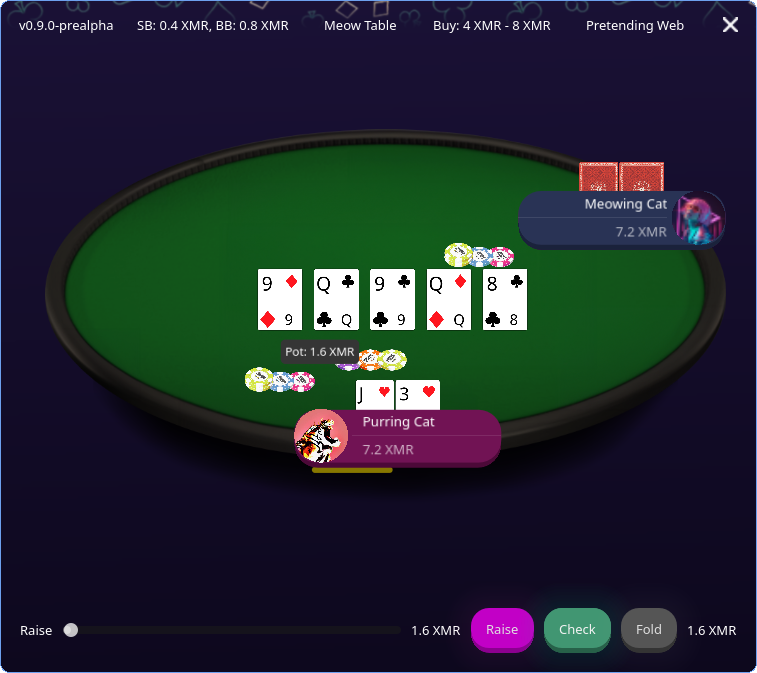 v0.9.0-prealpha SB: 0.4 XMR, BB: 0.8 XMR Meow Table Buy: 4 XMR - 8 XMR Pretending Web
Meowing Cat
7.2 XMR
9 Q 9 Q 8
9 Q 9 Q 8
Pot: 1.6 XMR
J 3
Purring Cat
7.2 XMR
Raise 1.6 XMR Raise Check Fold 1.6 XMR